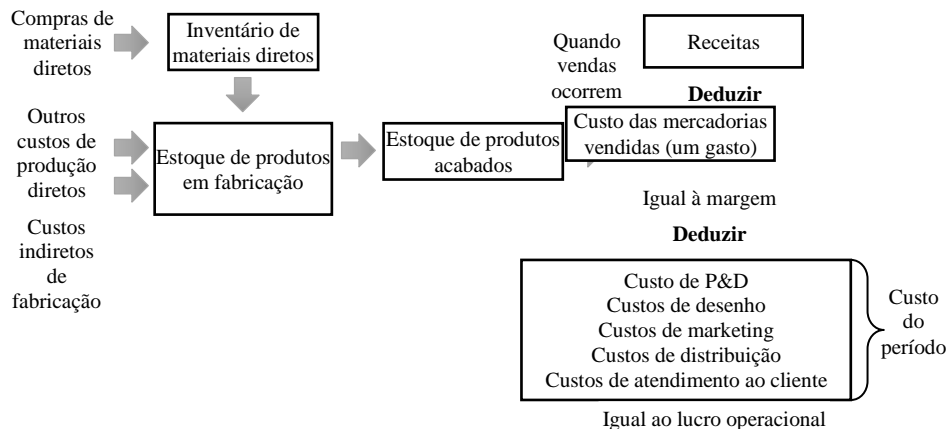 Compras de
materiais
diretos
Inventário de
materiais diretos
Quando
vendas
ocorrem
Receitas
Deduzir
Outros
custos de
produção
diretos
Estoque de produtos
em fabricação
Estoque de produtos
acabados
Custo das mercadorias
vendidas (um gasto)
Igual à margem
Deduzir
Custos
indiretos
de
fabricação
Custo de P&D
Custos de desenho
Custos de marketing
Custos de distribuição
Custos de atendimento ao cliente
Custo
do
período
Igual ao lucro operacional